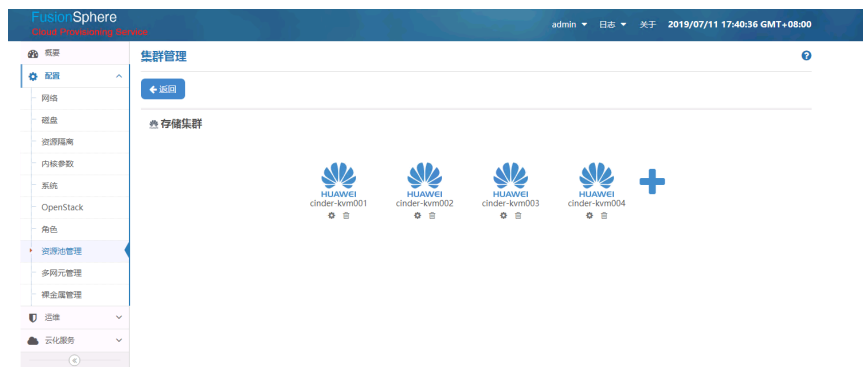 FusionSphere
Cloud Provisioning Service
admin 日志 关于 2019/07/11 17:40:36 GMT+08:00
概要
配置
网络
磁盘
资源隔离
内核参数
系统
OpenStack
角色
资源池管理
多网元管理
裸金属管理
运维
云化服务
集群管理
返回
存储集群
HUAWEI HUAWEI HUAWEI HUAWEI
cinder-kvm001 cinder-kvm002 cinder-kvm003 cinder-kvm004